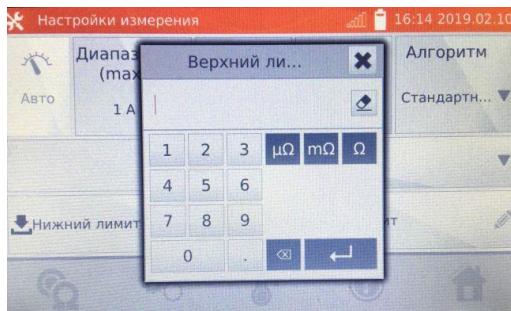 Настройки измерения 16:14 2019.02.10
Диапаз
(max
1 A
Авто
Верхний ли...
Алгоритм
Стандартн...
1 2 3 µΩ mΩ Ω
4 5 6
7 8 9
0 .
Нижний лимит
ит